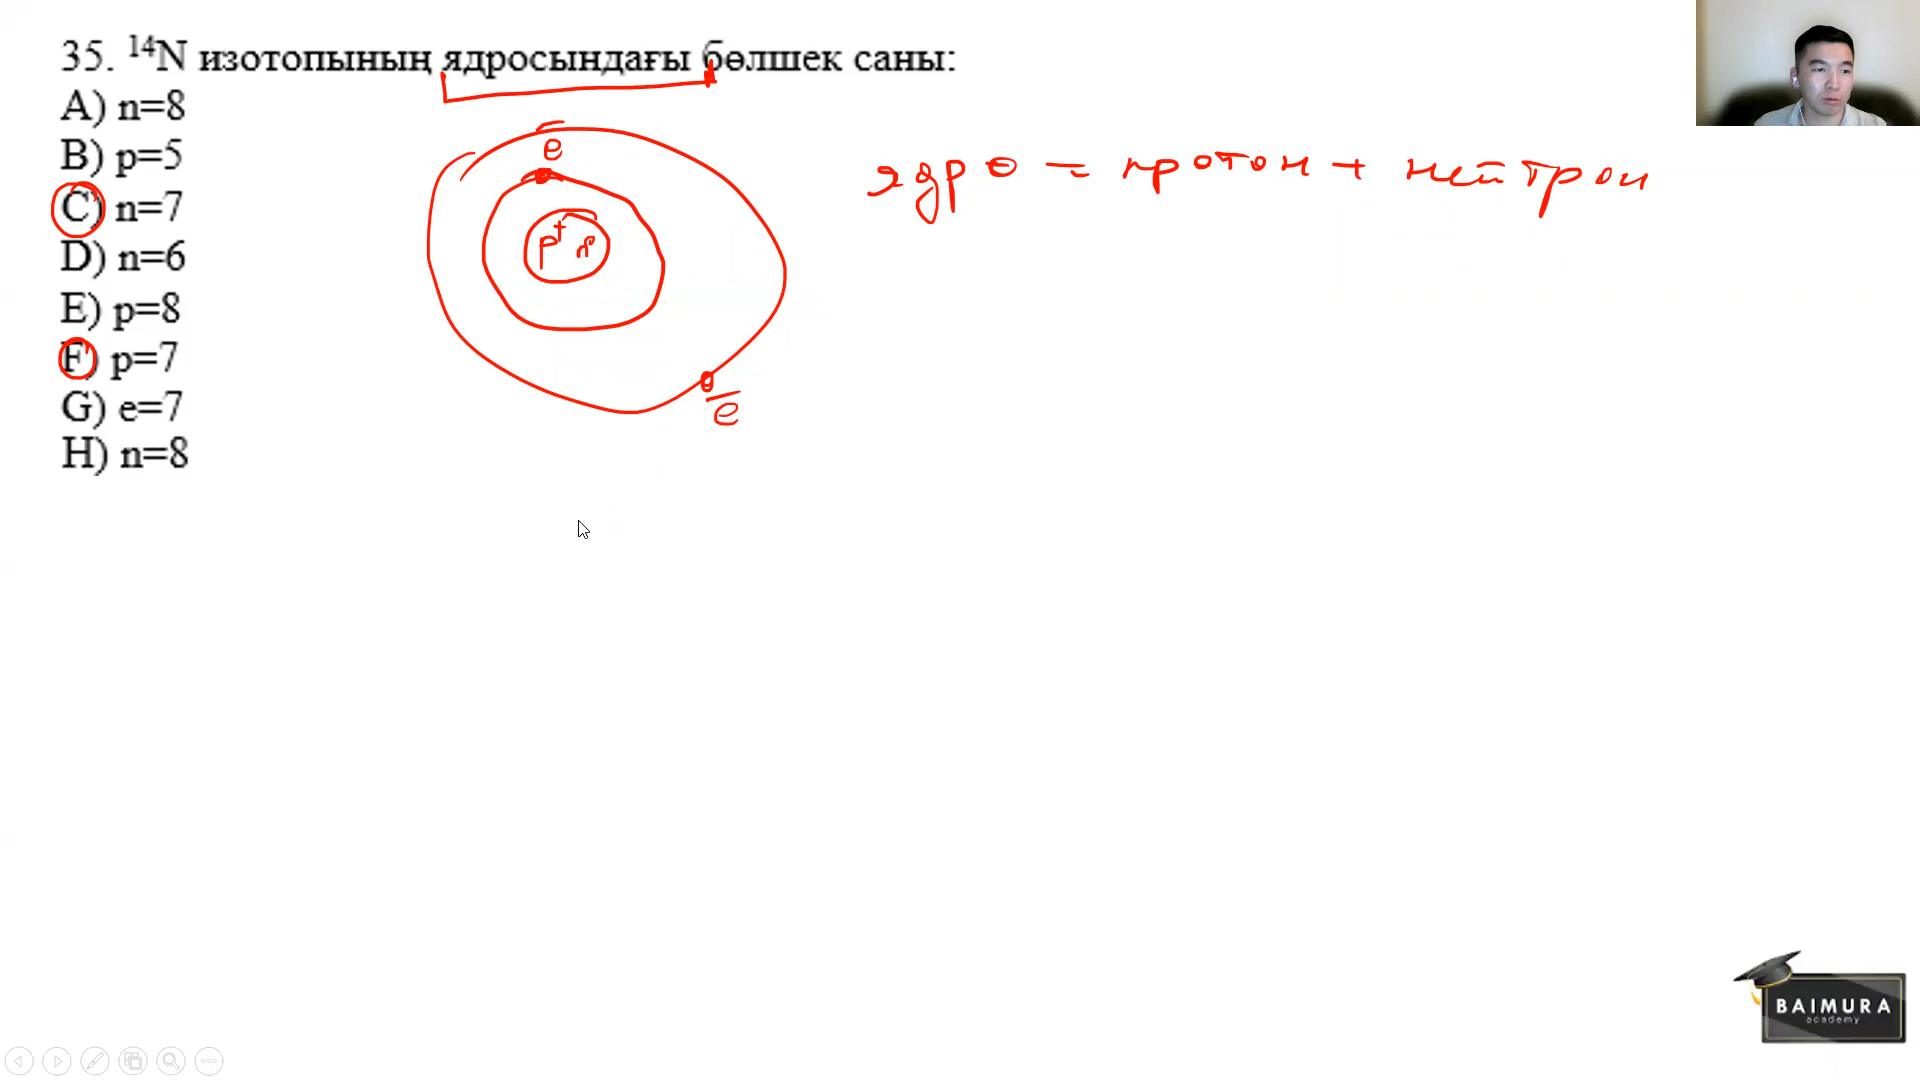 35. ¹⁴N изотопының ядросындағы бөлшек саны:
A) n=8
B) p=5
C) n=7
D) n=6
E) p=8
F) p=7
G) e=7
H) n=8
ē
p⁺ n⁰
ē
ядро = протон + нейтрон
BAIMURA
academy